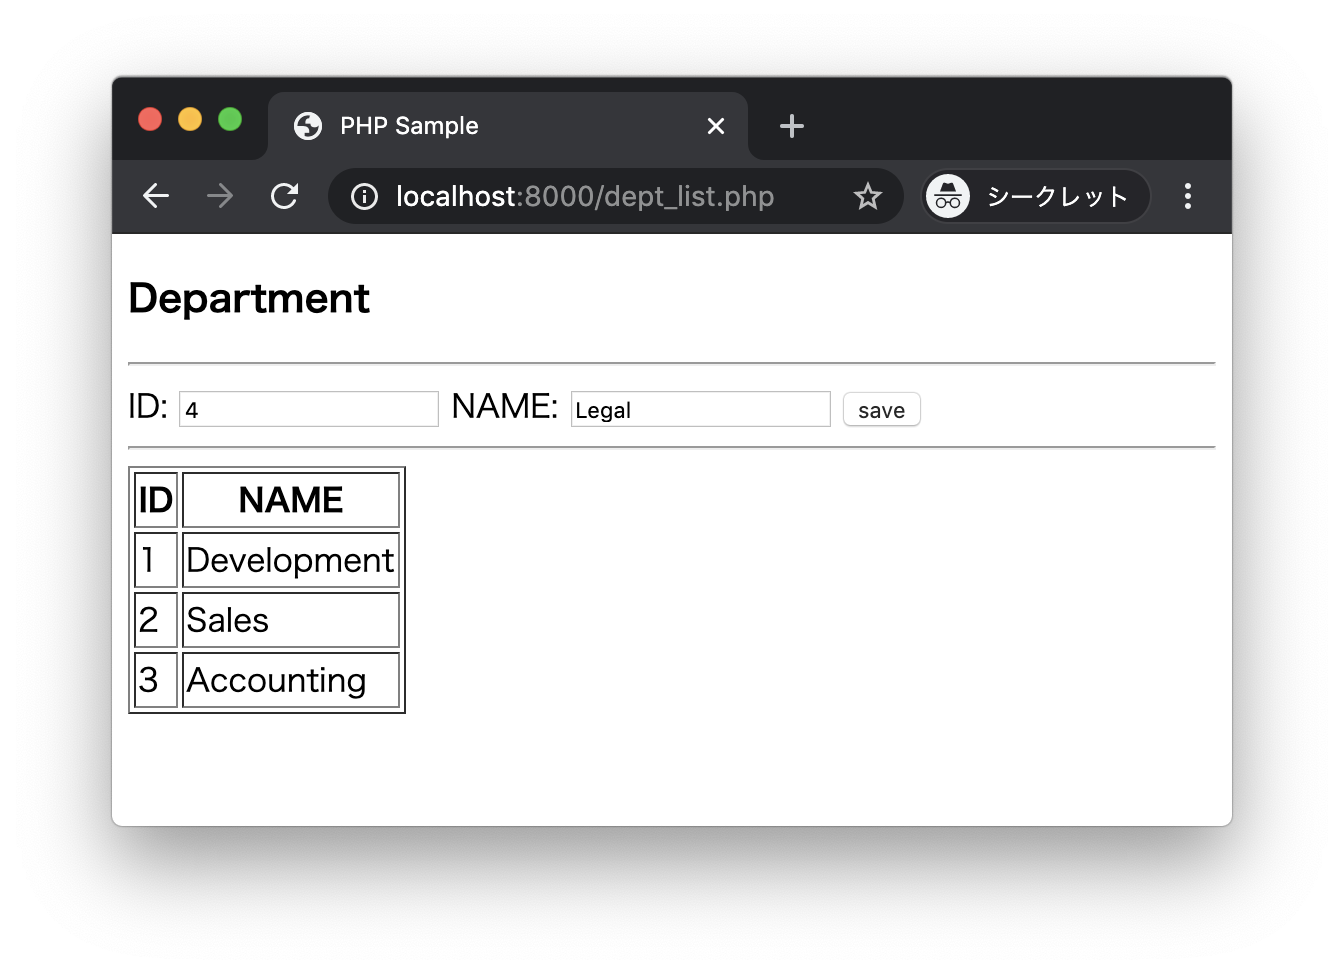 PHP Sample
localhost:8000/dept_list.php シークレット
Department
ID: 4 NAME: Legal save
ID NAME
1 Development
2 Sales
3 Accounting